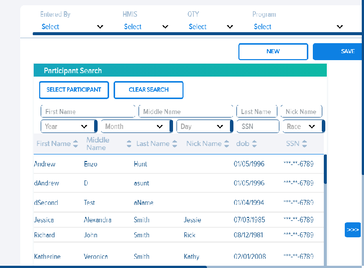 Entered By HMIS QTY Program
Select Select Select Select
NEW SAVE
Participant Search
SELECT PARTICIPANT CLEAR SEARCH
First Name Middle Name Last Name Nick Name
Year Month Day SSN Race
First Name Middle Name Last Name Nick Name dob SSN
Andrew Enzo Hunt 01/05/1996 ***-**-6789
dAndrew D asunt 01/05/1996 ***-**-6789
dSecond Test aName 01/04/1994 ***-**-6789
Jessica Alexandra Smith Jessie 07/03/1985 ***-**-6789
Richard John Smith Rick 08/12/1981 ***-**-6789
Katherine Veronica Smith Kathy 02/01/2008 ***-**-6789
>>>